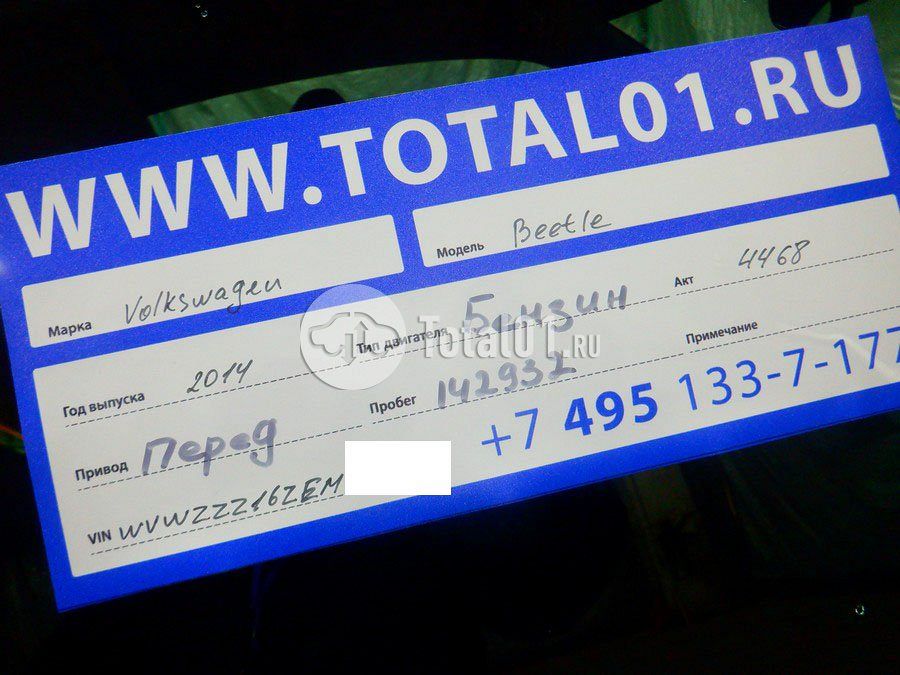 WWW.TOTAL01.RU
Марка Volkswagen Модель Beetle
Год выпуска 2014 Тип двигателя Бензин Акт 4468
Привод Перед Пробег 142932 Примечание
VIN WVWZZZ16ZEM
+7 495 133-7-177
Total01.RU